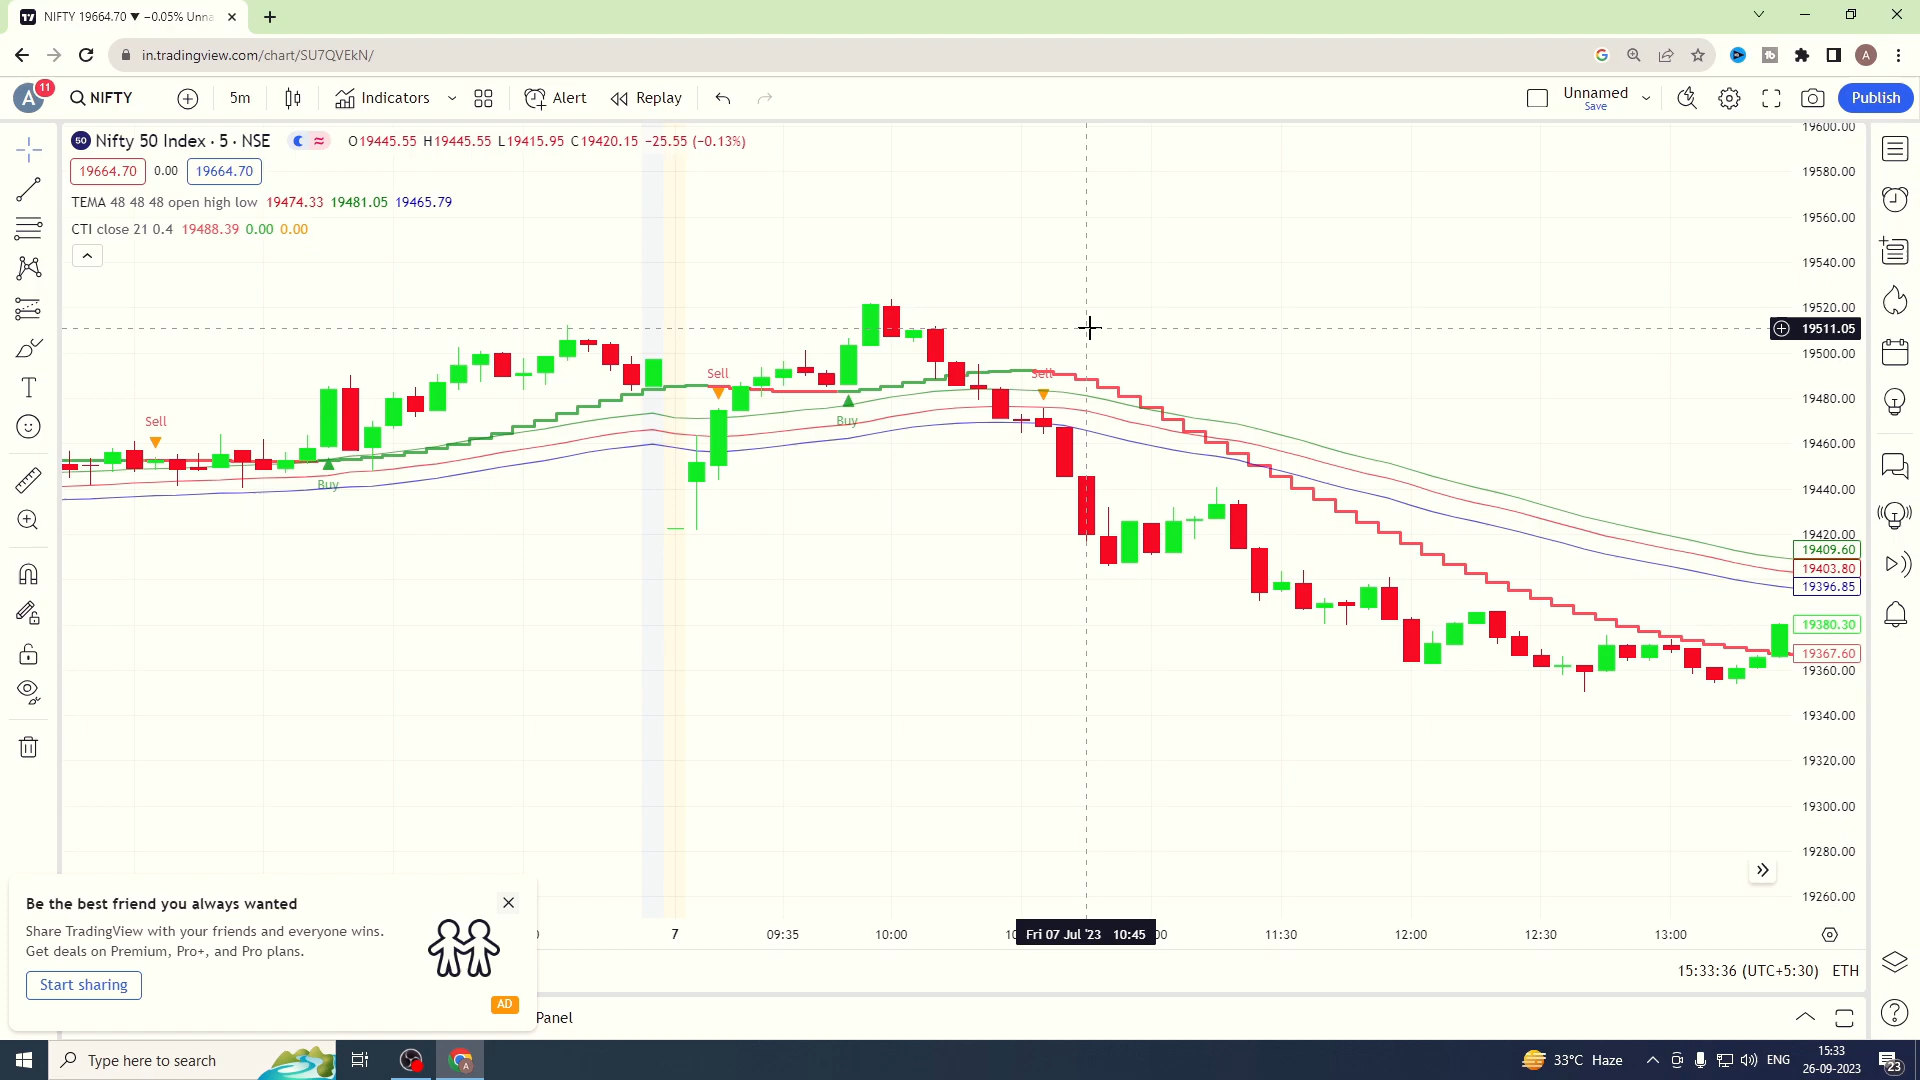 NIFTY 19664.70 ▼ −0.05% Unna
in.tradingview.com/chart/SU7QVEkN/
A
11
NIFTY
5m
Indicators
Alert
Replay
Unnamed
Save
Publish
50 Nifty 50 Index · 5 · NSE
O19445.55 H19445.55 L19415.95 C19420.15 −25.55 (−0.13%)
19664.70 0.00 19664.70
TEMA 48 48 48 open high low 19474.33 19481.05 19465.79
CTI close 21 0.4 19488.39 0.00 0.00
19600.00
19580.00
19560.00
19540.00
19520.00
19511.05
19500.00
19480.00
19460.00
19440.00
19420.00
19409.60
19403.80
19396.85
19380.30
19367.60
19360.00
19340.00
19320.00
19300.00
19280.00
19260.00
Sell
Buy
Sell
Buy
Sell
7
09:35
10:00
Fri 07 Jul '23 10:45
11:30
12:00
12:30
13:00
15:33:36 (UTC+5:30) ETH
Be the best friend you always wanted
Share TradingView with your friends and everyone wins.
Get deals on Premium, Pro+, and Pro plans.
Start sharing
AD
Panel
Type here to search
33°C Haze
ENG
15:33
26-09-2023
23